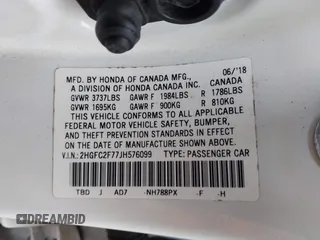 MFD. BY HONDA OF CANADA MFG., 06/'18
A DIVISION OF HONDA CANADA INC. CANADA
GVWR 3737LBS GAWR F 1984LBS R 1786LBS
GVWR 1695KG GAWR F 900KG R 810KG
THIS VEHICLE CONFORMS TO ALL APPLICABLE
FEDERAL MOTOR VEHICLE SAFETY, BUMPER,
AND THEFT PREVENTION STANDARDS IN
EFFECT ON THE DATE OF MANUFACTURE
SHOWN ABOVE.
V.I.N.: 2HGFC2F77JH576099 TYPE: PASSENGER CAR
TBD J AD7 -NH788PX -F -H
DREAMBID